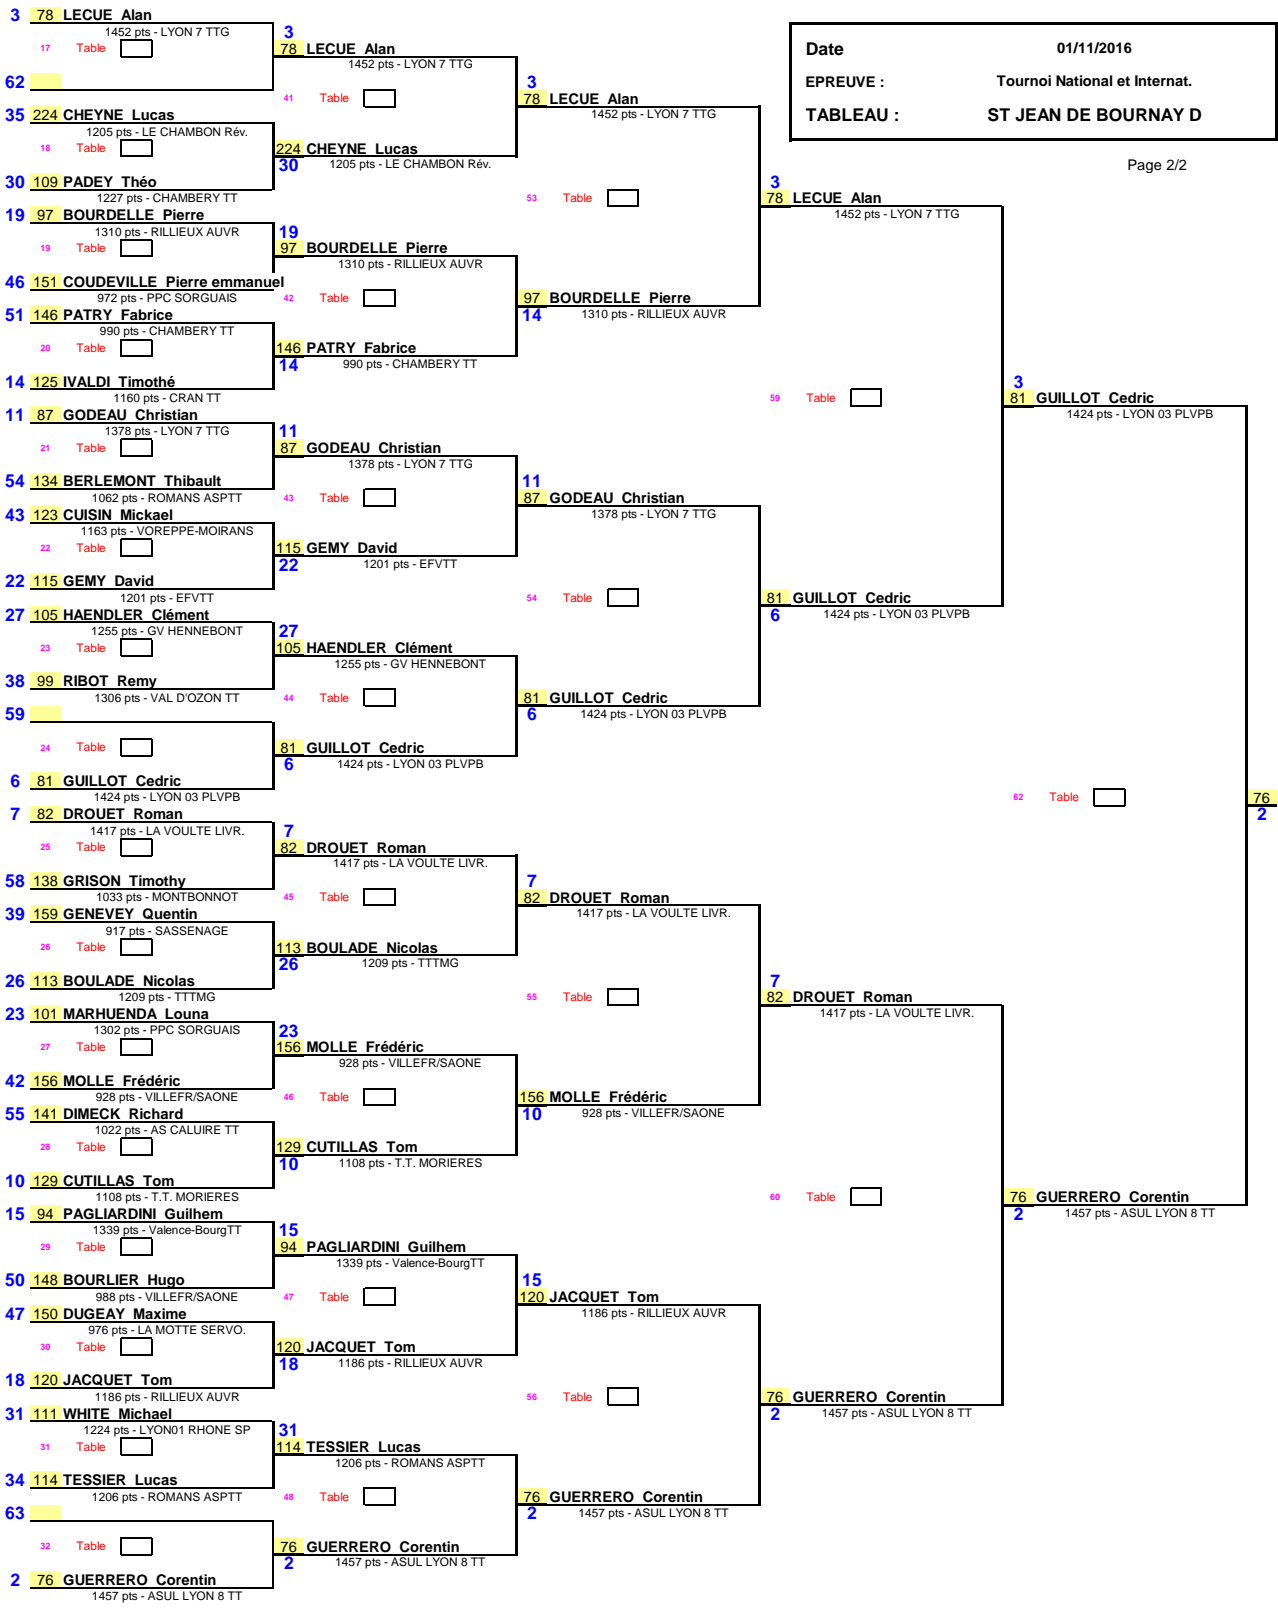 Date 01/11/2016
EPREUVE : Tournoi National et Internat.
TABLEAU : ST JEAN DE BOURNAY D
Page 2/2
3 78 LECUE Alan
1452 pts - LYON 7 TTG
17 Table
62
35 224 CHEYNE Lucas
1205 pts - LE CHAMBON Rév.
18 Table
30 109 PADEY Théo
1227 pts - CHAMBERY TT
19 97 BOURDELLE Pierre
1310 pts - RILLIEUX AUVR
19 Table
46 151 COUDEVILLE Pierre emmanuel
972 pts - PPC SORGUAIS
51 146 PATRY Fabrice
990 pts - CHAMBERY TT
20 Table
14 125 IVALDI Timothé
1160 pts - CRAN TT
11 87 GODEAU Christian
1378 pts - LYON 7 TTG
21 Table
54 134 BERLEMONT Thibault
1062 pts - ROMANS ASPTT
43 123 CUISIN Mickael
1163 pts - VOREPPE-MOIRANS
22 Table
22 115 GEMY David
1201 pts - EFVTT
27 105 HAENDLER Clément
1255 pts - GV HENNEBONT
23 Table
38 99 RIBOT Remy
1306 pts - VAL D'OZON TT
59
24 Table
6 81 GUILLOT Cedric
1424 pts - LYON 03 PLVPB
7 82 DROUET Roman
1417 pts - LA VOULTE LIVR.
25 Table
58 138 GRISON Timothy
1033 pts - MONTBONNOT
39 159 GENEVEY Quentin
917 pts - SASSENAGE
26 Table
26 113 BOULADE Nicolas
1209 pts - TTTMG
23 101 MARHUENDA Louna
1302 pts - PPC SORGUAIS
27 Table
42 156 MOLLE Frédéric
928 pts - VILLEFR/SAONE
55 141 DIMECK Richard
1022 pts - AS CALUIRE TT
28 Table
10 129 CUTILLAS Tom
1108 pts - T.T. MORIERES
15 94 PAGLIARDINI Guilhem
1339 pts - Valence-BourgTT
29 Table
50 148 BOURLIER Hugo
988 pts - VILLEFR/SAONE
47 150 DUGEAY Maxime
976 pts - LA MOTTE SERVO.
30 Table
18 120 JACQUET Tom
1186 pts - RILLIEUX AUVR
31 111 WHITE Michael
1224 pts - LYON01 RHONE SP
31 Table
34 114 TESSIER Lucas
1206 pts - ROMANS ASPTT
63
32 Table
2 76 GUERRERO Corentin
1457 pts - ASUL LYON 8 TT
3
78 LECUE Alan
1452 pts - LYON 7 TTG
41 Table
224 CHEYNE Lucas
30 1205 pts - LE CHAMBON Rév.
19
97 BOURDELLE Pierre
1310 pts - RILLIEUX AUVR
42 Table
146 PATRY Fabrice
14 990 pts - CHAMBERY TT
11
87 GODEAU Christian
1378 pts - LYON 7 TTG
43 Table
115 GEMY David
22 1201 pts - EFVTT
27
105 HAENDLER Clément
1255 pts - GV HENNEBONT
44 Table
81 GUILLOT Cedric
6 1424 pts - LYON 03 PLVPB
7
82 DROUET Roman
1417 pts - LA VOULTE LIVR.
45 Table
113 BOULADE Nicolas
26 1209 pts - TTTMG
23
156 MOLLE Frédéric
928 pts - VILLEFR/SAONE
46 Table
129 CUTILLAS Tom
10 1108 pts - T.T. MORIERES
15
94 PAGLIARDINI Guilhem
1339 pts - Valence-BourgTT
47 Table
120 JACQUET Tom
18 1186 pts - RILLIEUX AUVR
31
114 TESSIER Lucas
1206 pts - ROMANS ASPTT
48 Table
76 GUERRERO Corentin
2 1457 pts - ASUL LYON 8 TT
3
78 LECUE Alan
1452 pts - LYON 7 TTG
53 Table
97 BOURDELLE Pierre
14 1310 pts - RILLIEUX AUVR
11
87 GODEAU Christian
1378 pts - LYON 7 TTG
54 Table
81 GUILLOT Cedric
6 1424 pts - LYON 03 PLVPB
7
82 DROUET Roman
1417 pts - LA VOULTE LIVR.
55 Table
156 MOLLE Frédéric
10 928 pts - VILLEFR/SAONE
15
120 JACQUET Tom
1186 pts - RILLIEUX AUVR
56 Table
76 GUERRERO Corentin
2 1457 pts - ASUL LYON 8 TT
3
78 LECUE Alan
1452 pts - LYON 7 TTG
59 Table
81 GUILLOT Cedric
6 1424 pts - LYON 03 PLVPB
7
82 DROUET Roman
1417 pts - LA VOULTE LIVR.
60 Table
76 GUERRERO Corentin
2 1457 pts - ASUL LYON 8 TT
3
81 GUILLOT Cedric
1424 pts - LYON 03 PLVPB
62 Table
76 GUERRERO Corentin
2 1457 pts - ASUL LYON 8 TT
76
2